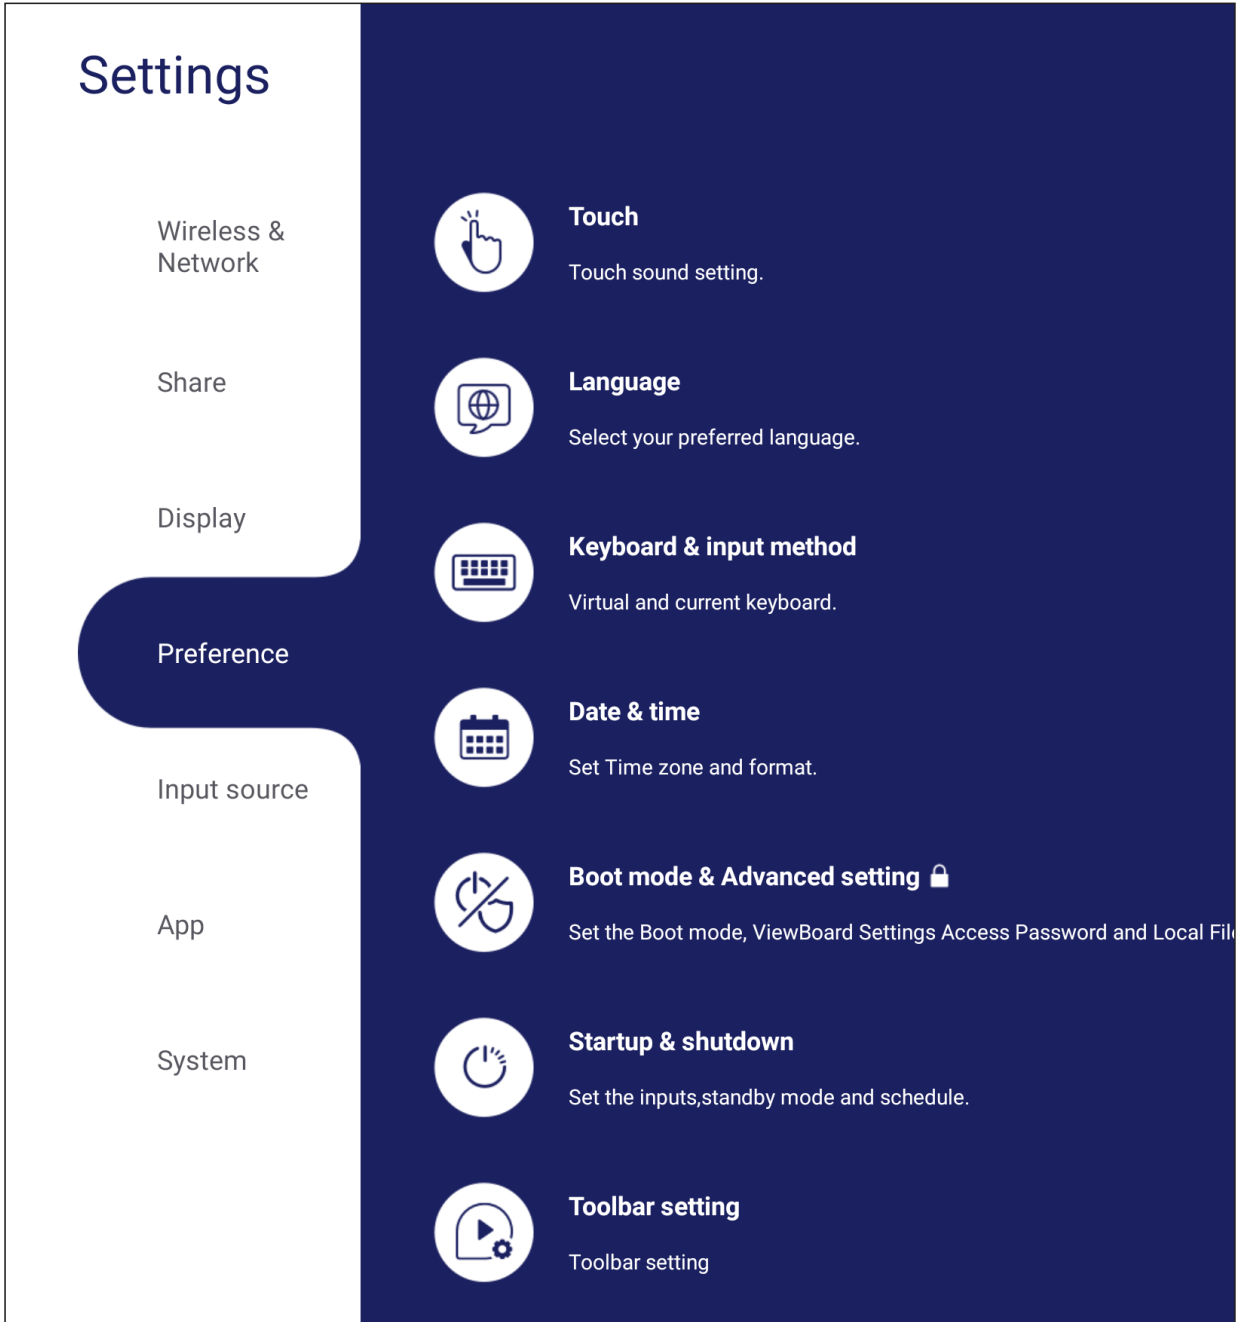 Settings
Wireless &
Network
Share
Display
Preference
Input source
App
System
Touch
Touch sound setting.
Language
Select your preferred language.
Keyboard & input method
Virtual and current keyboard.
Date & time
Set Time zone and format.
Boot mode & Advanced setting
Set the Boot mode, ViewBoard Settings Access Password and Local
Startup & shutdown
Set the inputs,standby mode and schedule.
Toolbar setting
Toolbar setting